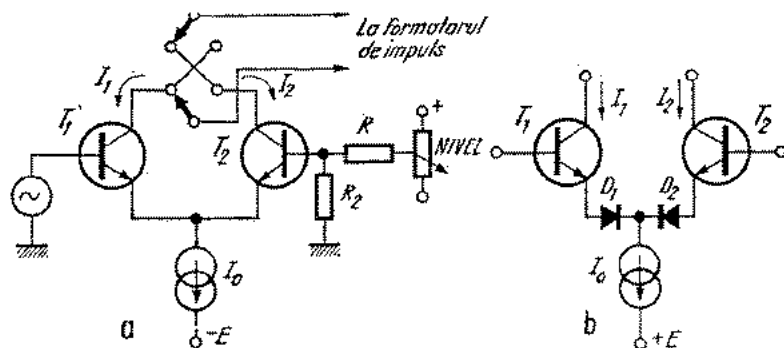 La formatorul
de impuls
I₁
I₂
T₁
T₂
R
+
NIVEL
R₂
I₀
-E
a
I₁
I₂
T₁
T₂
D₁
D₂
I₀
+E
b